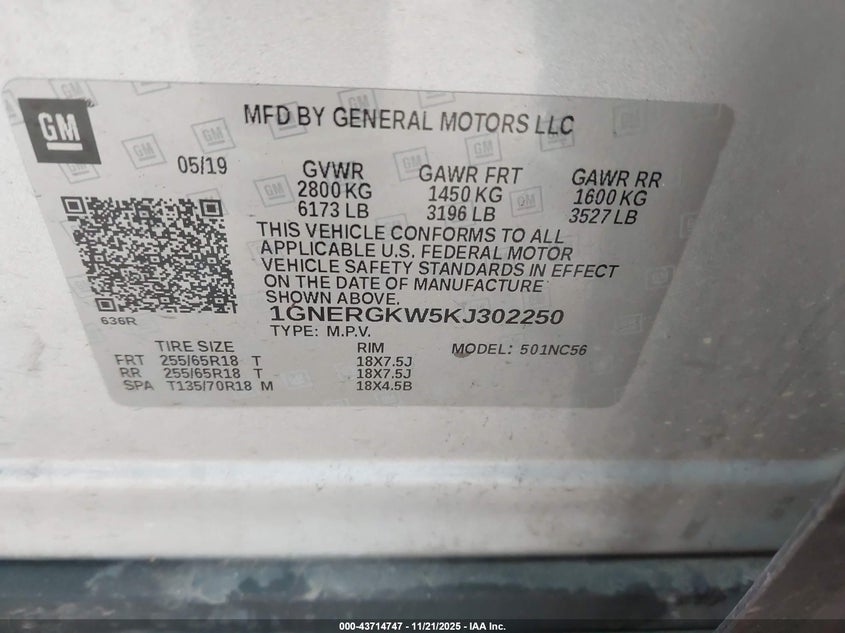 GM
MFD BY GENERAL MOTORS LLC
05/19
GVWR GAWR FRT GAWR RR
2800 KG 1450 KG 1600 KG
6173 LB 3196 LB 3527 LB
THIS VEHICLE CONFORMS TO ALL
APPLICABLE U.S. FEDERAL MOTOR
VEHICLE SAFETY STANDARDS IN EFFECT
ON THE DATE OF MANUFACTURE
SHOWN ABOVE.
636R
1GNERGKW5KJ302250
TYPE: M.P.V.
TIRE SIZE RIM MODEL: 501NC56
FRT 255/65R18 T 18X7.5J
RR 255/65R18 T 18X7.5J
SPA T135/70R18 M 18X4.5B
000-43714747 - 11/21/2025 - IAA Inc.